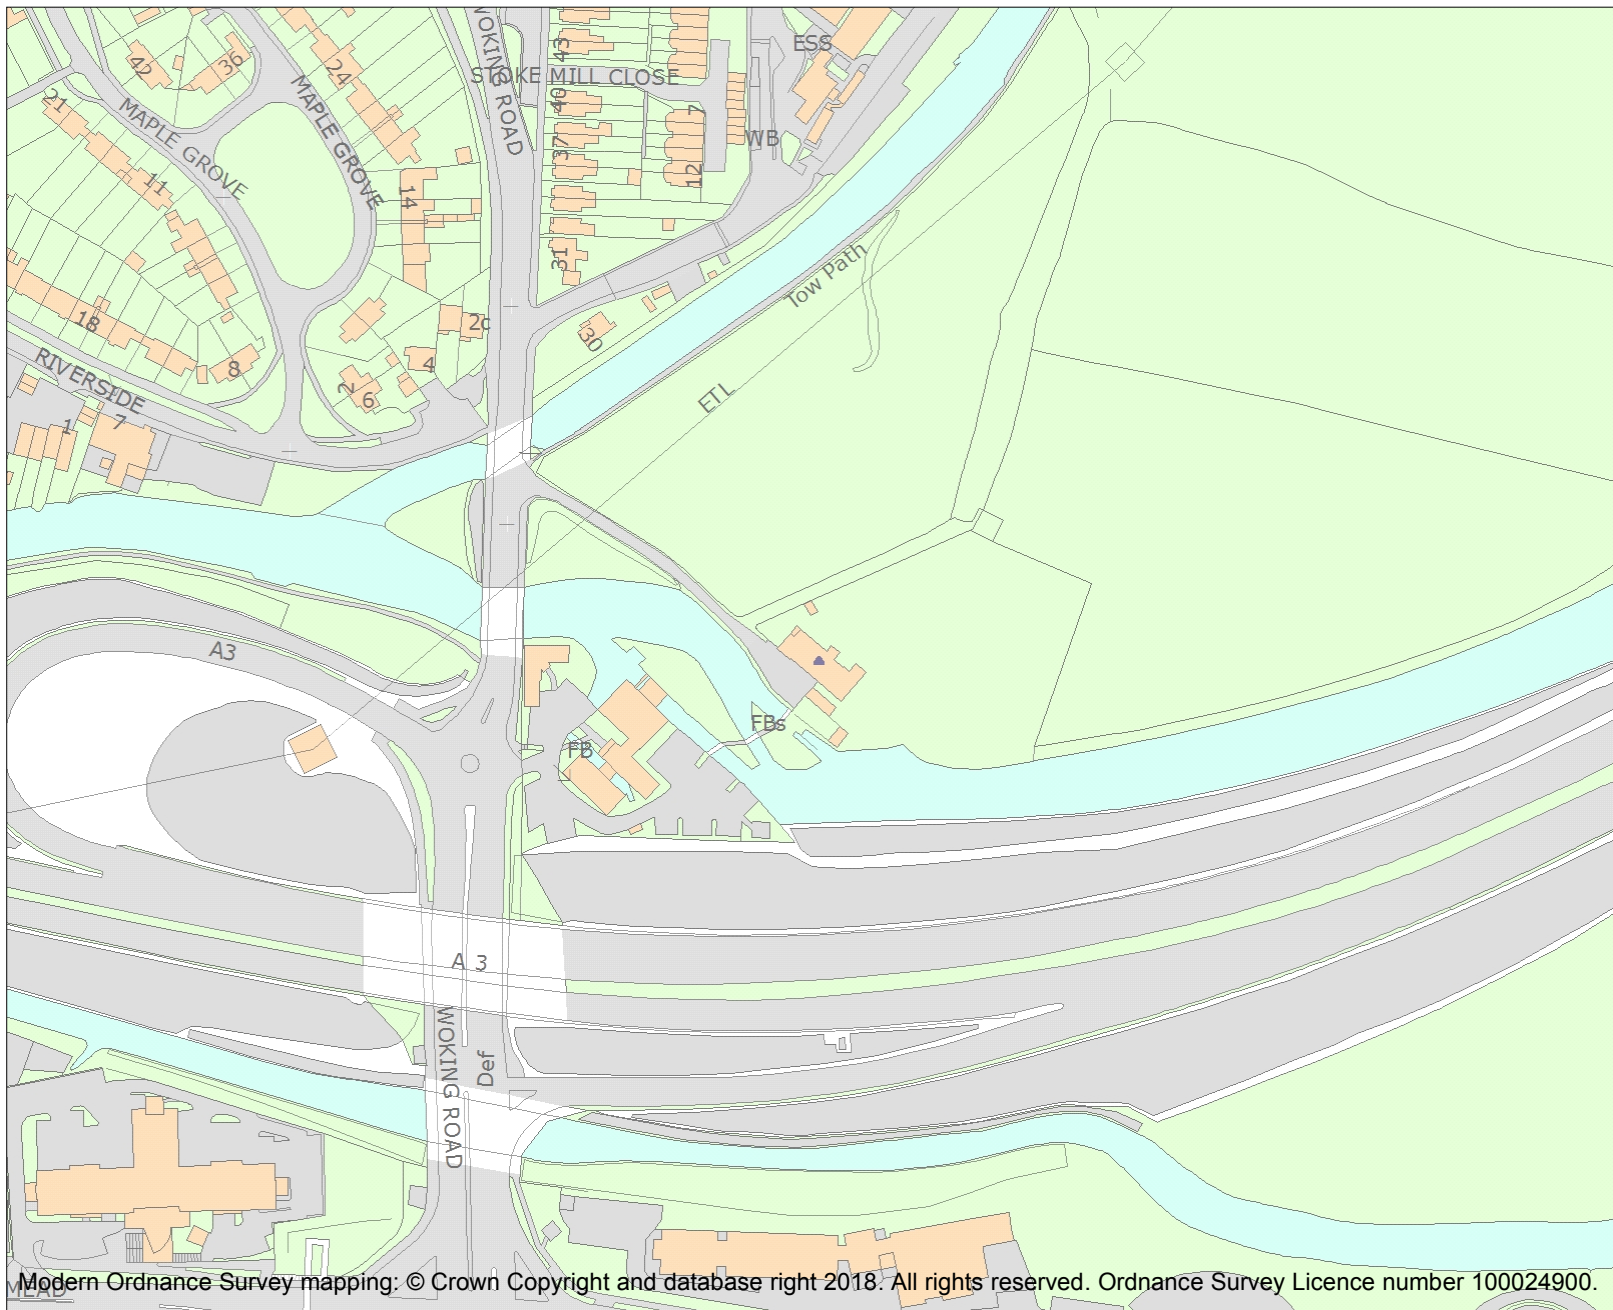 WOKING ROAD
43
ESS
42
36
24
STOKE MILL CLOSE
21
MAPLE GROVE
MAPLE GROVE
40
7
37
WB
11
14
12
31
Tow Path
18
2c
30
RIVERSIDE
8
4
2
6
ETL
1
7
A3
FBs
FB
A 3
WOKING ROAD
Def
MEAD
Modern Ordnance Survey mapping: © Crown Copyright and database right 2018. All rights reserved. Ordnance Survey Licence number 100024900.